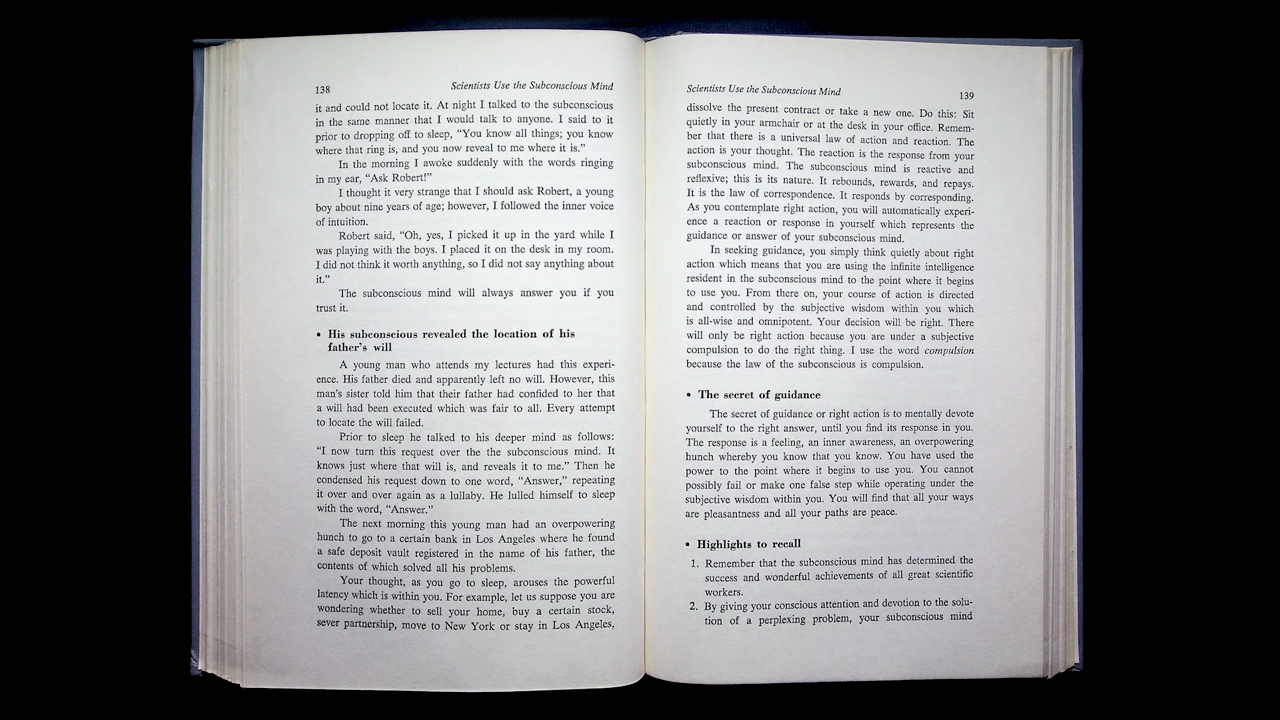 138
Scientists Use the Subconscious Mind
it and could not locate it. At night I talked to the subconscious
in the same manner that I would talk to anyone. I said to it
prior to dropping off to sleep, “You know all things; you know
where that ring is, and you now reveal to me where it is.”
In the morning I awoke suddenly with the words ringing
in my ear, “Ask Robert!”
I thought it very strange that I should ask Robert, a young
boy about nine years of age; however, I followed the inner voice
of intuition.
Robert said, “Oh, yes, I picked it up in the yard while I
was playing with the boys. I placed it on the desk in my room.
I did not think it worth anything, so I did not say anything about
it.”
The subconscious mind will always answer you if you
trust it.
• His subconscious revealed the location of his
father’s will
A young man who attends my lectures had this experi-
ence. His father died and apparently left no will. However, this
man’s sister told him that their father had confided to her that
a will had been executed which was fair to all. Every attempt
to locate the will failed.
Prior to sleep he talked to his deeper mind as follows:
“I now turn this request over the the subconscious mind. It
knows just where that will is, and reveals it to me.” Then he
condensed his request down to one word, “Answer,” repeating
it over and over again as a lullaby. He lulled himself to sleep
with the word, “Answer.”
The next morning this young man had an overpowering
hunch to go to a certain bank in Los Angeles where he found
a safe deposit vault registered in the name of his father, the
contents of which solved all his problems.
Your thought, as you go to sleep, arouses the powerful
latency which is within you. For example, let us suppose you are
wondering whether to sell your home, buy a certain stock,
sever partnership, move to New York or stay in Los Angeles,
Scientists Use the Subconscious Mind
139
dissolve the present contract or take a new one. Do this: Sit
quietly in your armchair or at the desk in your office. Remem-
ber that there is a universal law of action and reaction. The
action is your thought. The reaction is the response from your
subconscious mind. The subconscious mind is reactive and
reflexive; this is its nature. It rebounds, rewards, and repays.
It is the law of correspondence. It responds by corresponding.
As you contemplate right action, you will automatically experi-
ence a reaction or response in yourself which represents the
guidance or answer of your subconscious mind.
In seeking guidance, you simply think quietly about right
action which means that you are using the infinite intelligence
resident in the subconscious mind to the point where it begins
to use you. From there on, your course of action is directed
and controlled by the subjective wisdom within you which
is all-wise and omnipotent. Your decision will be right. There
will only be right action because you are under a subjective
compulsion to do the right thing. I use the word compulsion
because the law of the subconscious is compulsion.
• The secret of guidance
The secret of guidance or right action is to mentally devote
yourself to the right answer, until you find its response in you.
The response is a feeling, an inner awareness, an overpowering
hunch whereby you know that you know. You have used the
power to the point where it begins to use you. You cannot
possibly fail or make one false step while operating under the
subjective wisdom within you. You will find that all your ways
are pleasantness and all your paths are peace.
• Highlights to recall
1. Remember that the subconscious mind has determined the
success and wonderful achievements of all great scientific
workers.
2. By giving your conscious attention and devotion to the solu-
tion of a perplexing problem, your subconscious mind